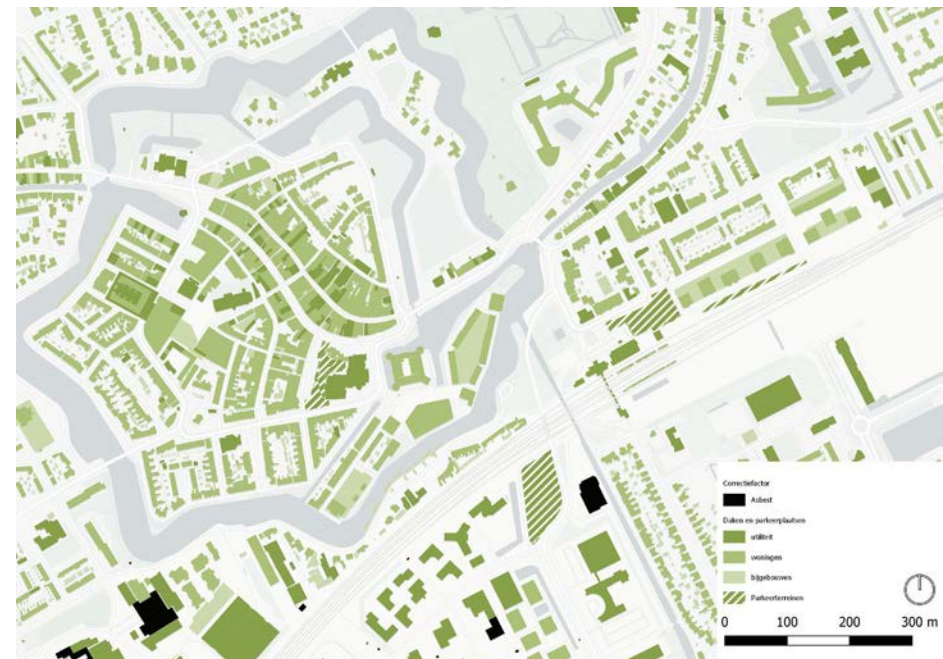 Correctiefactor
Asbest
Daken en parkeerplaatsen
utiliteit
woningen
bijgebouwen
Parkeerterreinen
0 100 200 300 m